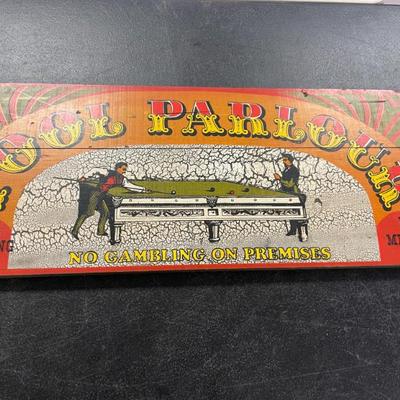 POOL PARLOUR
NO GAMBLING ON PREMISES